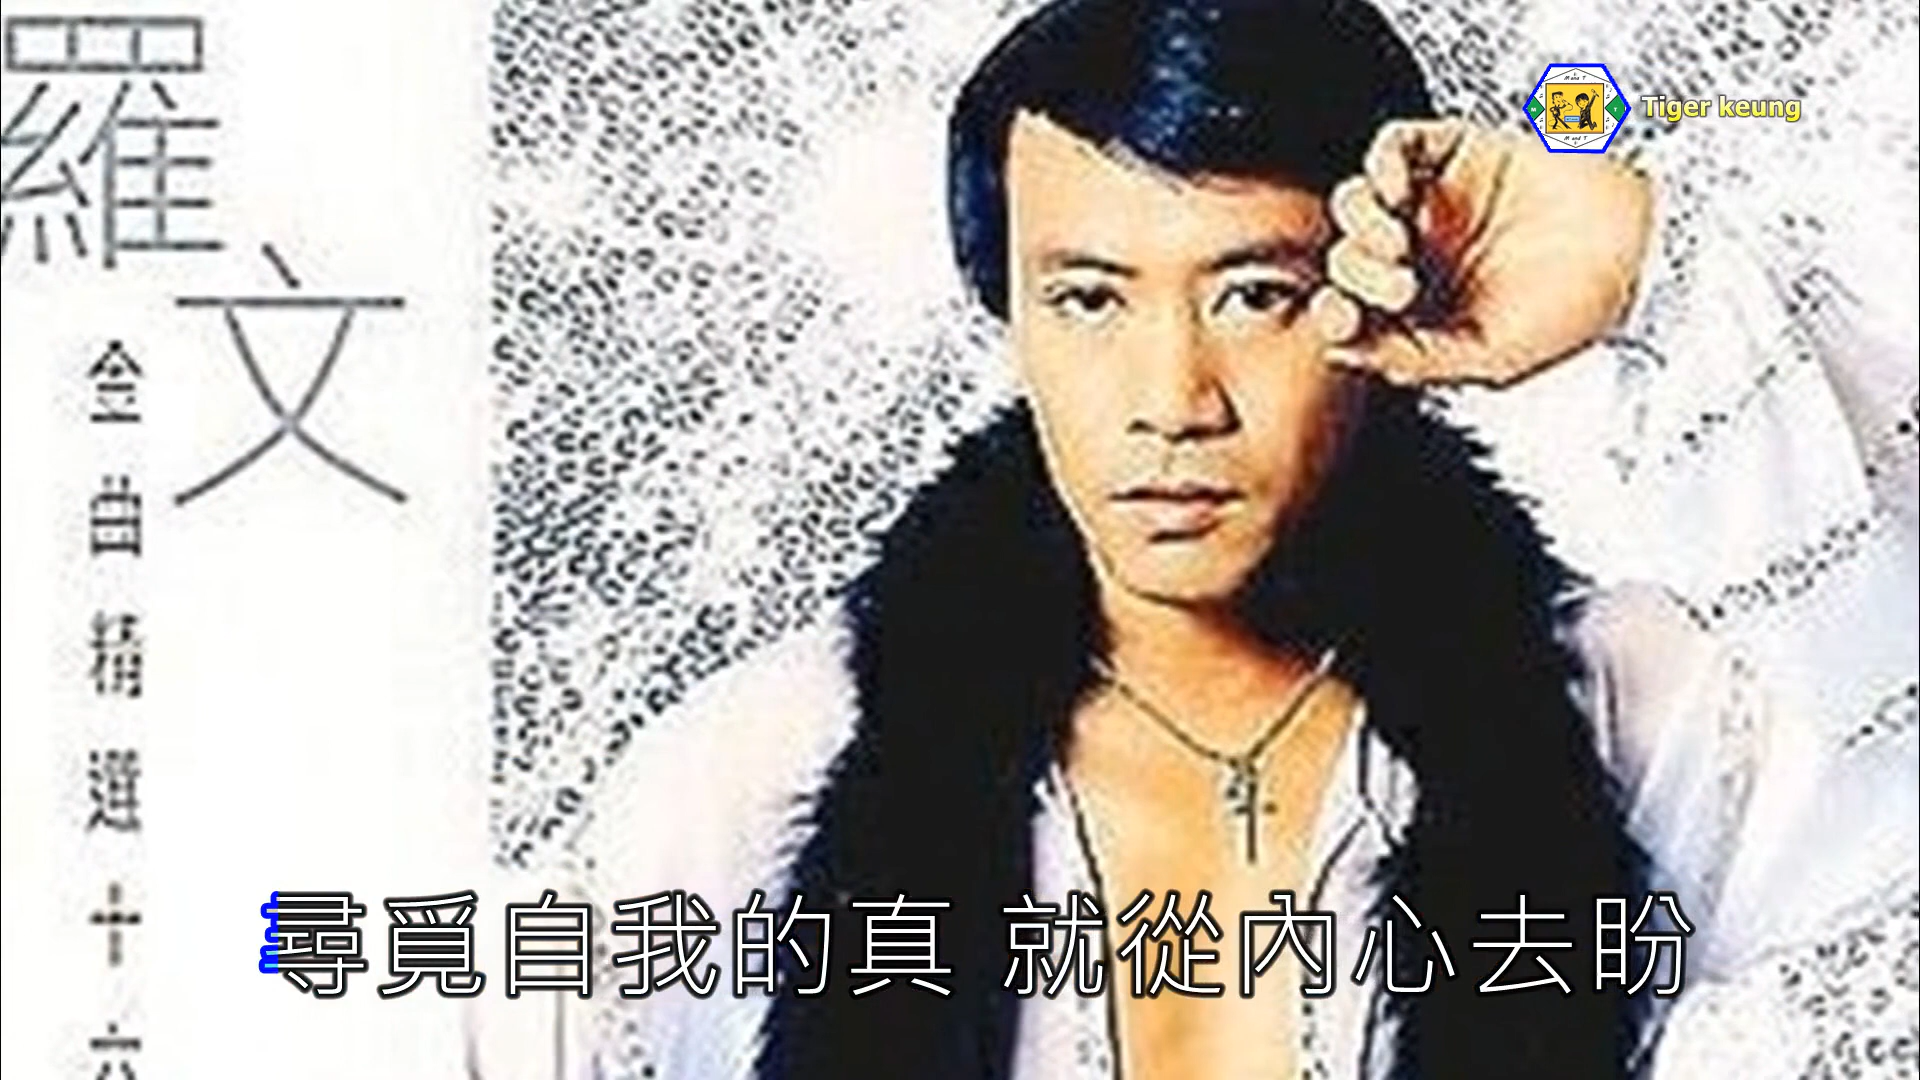 羅文
全曲精選十六
M and T
Tiger keung
尋覓自我的真 就從內心去盼